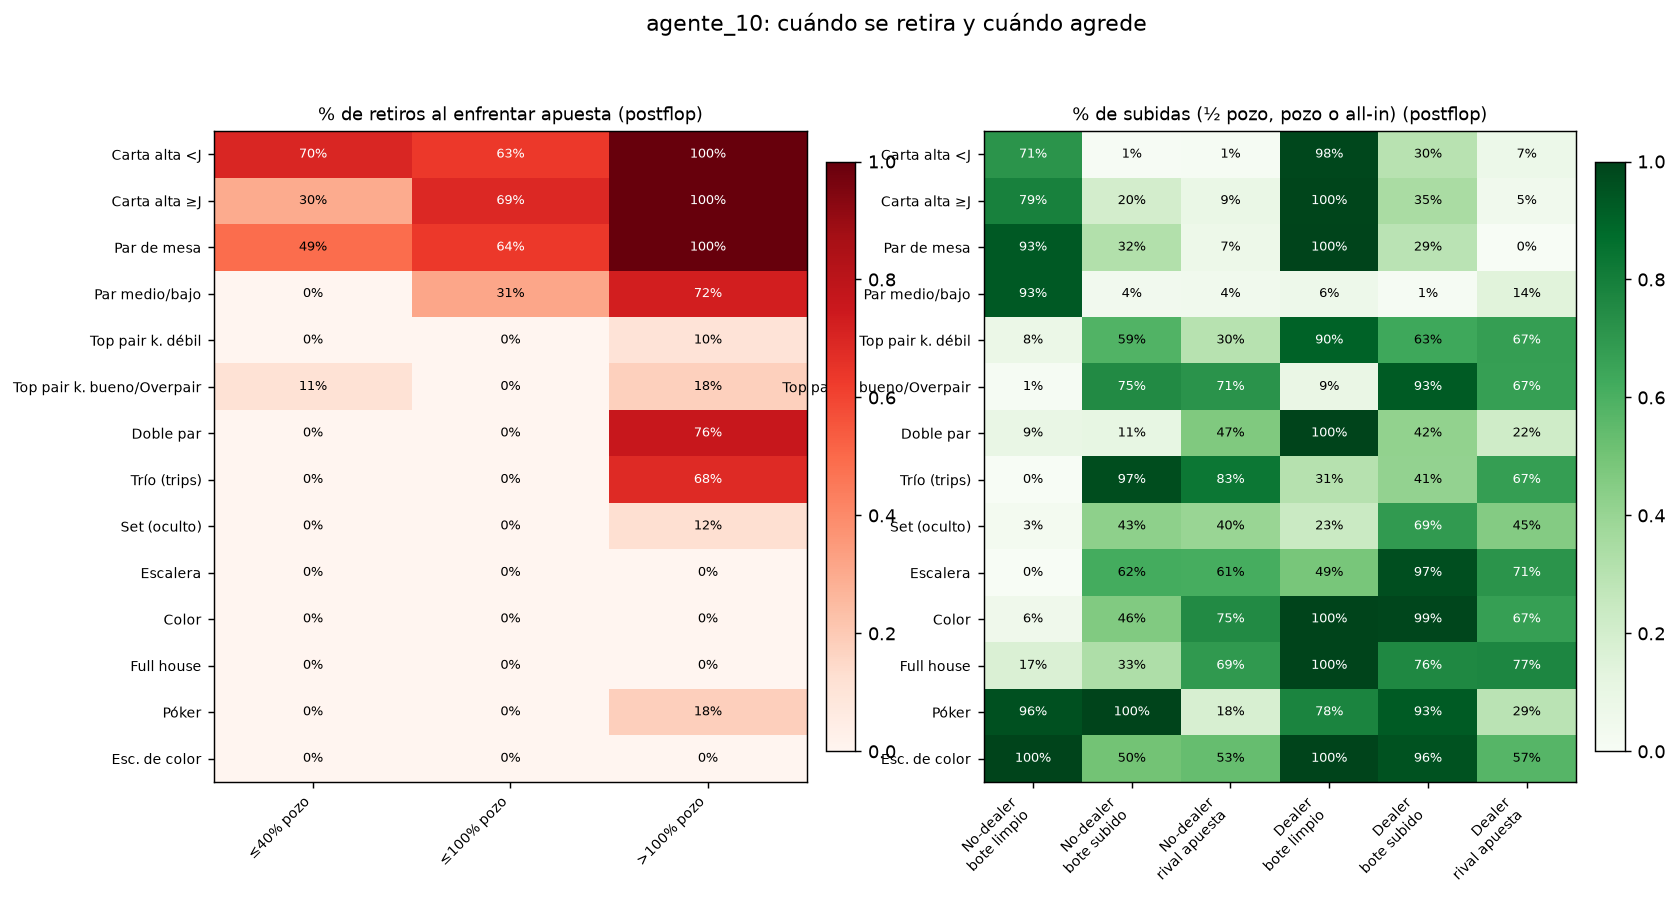 agente_10: cuándo se retira y cuándo agrede
% de retiros al enfrentar apuesta (postflop)
Carta alta <J 70% 63% 100%
Carta alta ≥J 30% 69% 100%
Par de mesa 49% 64% 100%
Par medio/bajo 0% 31% 72%
Top pair k. débil 0% 0% 10%
Top pair k. bueno/Overpair 11% 0% 18%
Doble par 0% 0% 76%
Trío (trips) 0% 0% 68%
Set (oculto) 0% 0% 12%
Escalera 0% 0% 0%
Color 0% 0% 0%
Full house 0% 0% 0%
Póker 0% 0% 18%
Esc. de color 0% 0% 0%
≤40% pozo
≤100% pozo
>100% pozo
1.0
0.8
0.6
0.4
0.2
0.0
% de subidas (½ pozo, pozo o all-in) (postflop)
Carta alta <J 71% 1% 1% 98% 30% 7%
Carta alta ≥J 79% 20% 9% 100% 35% 5%
Par de mesa 93% 32% 7% 100% 29% 0%
Par medio/bajo 93% 4% 4% 6% 1% 14%
Top pair k. débil 8% 59% 30% 90% 63% 67%
Top pa bueno/Overpair 1% 75% 71% 9% 93% 67%
Doble par 9% 11% 47% 100% 42% 22%
Trío (trips) 0% 97% 83% 31% 41% 67%
Set (oculto) 3% 43% 40% 23% 69% 45%
Escalera 0% 62% 61% 49% 97% 71%
Color 6% 46% 75% 100% 99% 67%
Full house 17% 33% 69% 100% 76% 77%
Póker 96% 100% 18% 78% 93% 29%
Esc. de color 100% 50% 53% 100% 96% 57%
No-dealer
bote limpio
No-dealer
bote subido
No-dealer
rival apuesta
Dealer
bote limpio
Dealer
bote subido
Dealer
rival apuesta
1.0
0.8
0.6
0.4
0.2
0.0